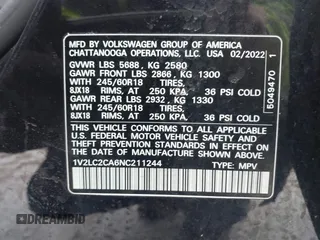 MFD. BY VOLKSWAGEN GROUP OF AMERICA
CHATTANOOGA OPERATIONS, LLC. USA 02/2022
GVWR LBS 5688, KG 2580
GAWR FRONT LBS 2866, KG 1300
WITH 245/60R18 TIRES,
8JX18 RIMS, AT 250 KPA, 36 PSI COLD
GAWR REAR LBS 2932, KG 1330
WITH 245/60R18 TIRES,
8JX18 RIMS, AT 250 KPA, 36 PSI COLD
THIS VEHICLE CONFORMS TO ALL APPLICABLE
U.S. FEDERAL MOTOR VEHICLE SAFETY AND
THEFT PREVENTION STANDARDS IN EFFECT
ON THE DATE OF MANUFACTURE SHOWN ABOVE.
1V2LC2CA6NC211244 TYPE: MPV
5049470 1
DREAMBID